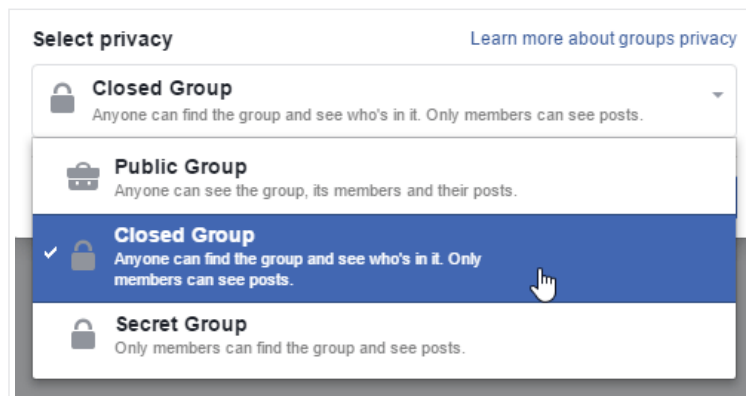 Select privacy Learn more about groups privacy
Closed Group
Anyone can find the group and see who's in it. Only members can see posts.
Public Group
Anyone can see the group, its members and their posts.
Closed Group
Anyone can find the group and see who's in it. Only
members can see posts.
Secret Group
Only members can find the group and see posts.